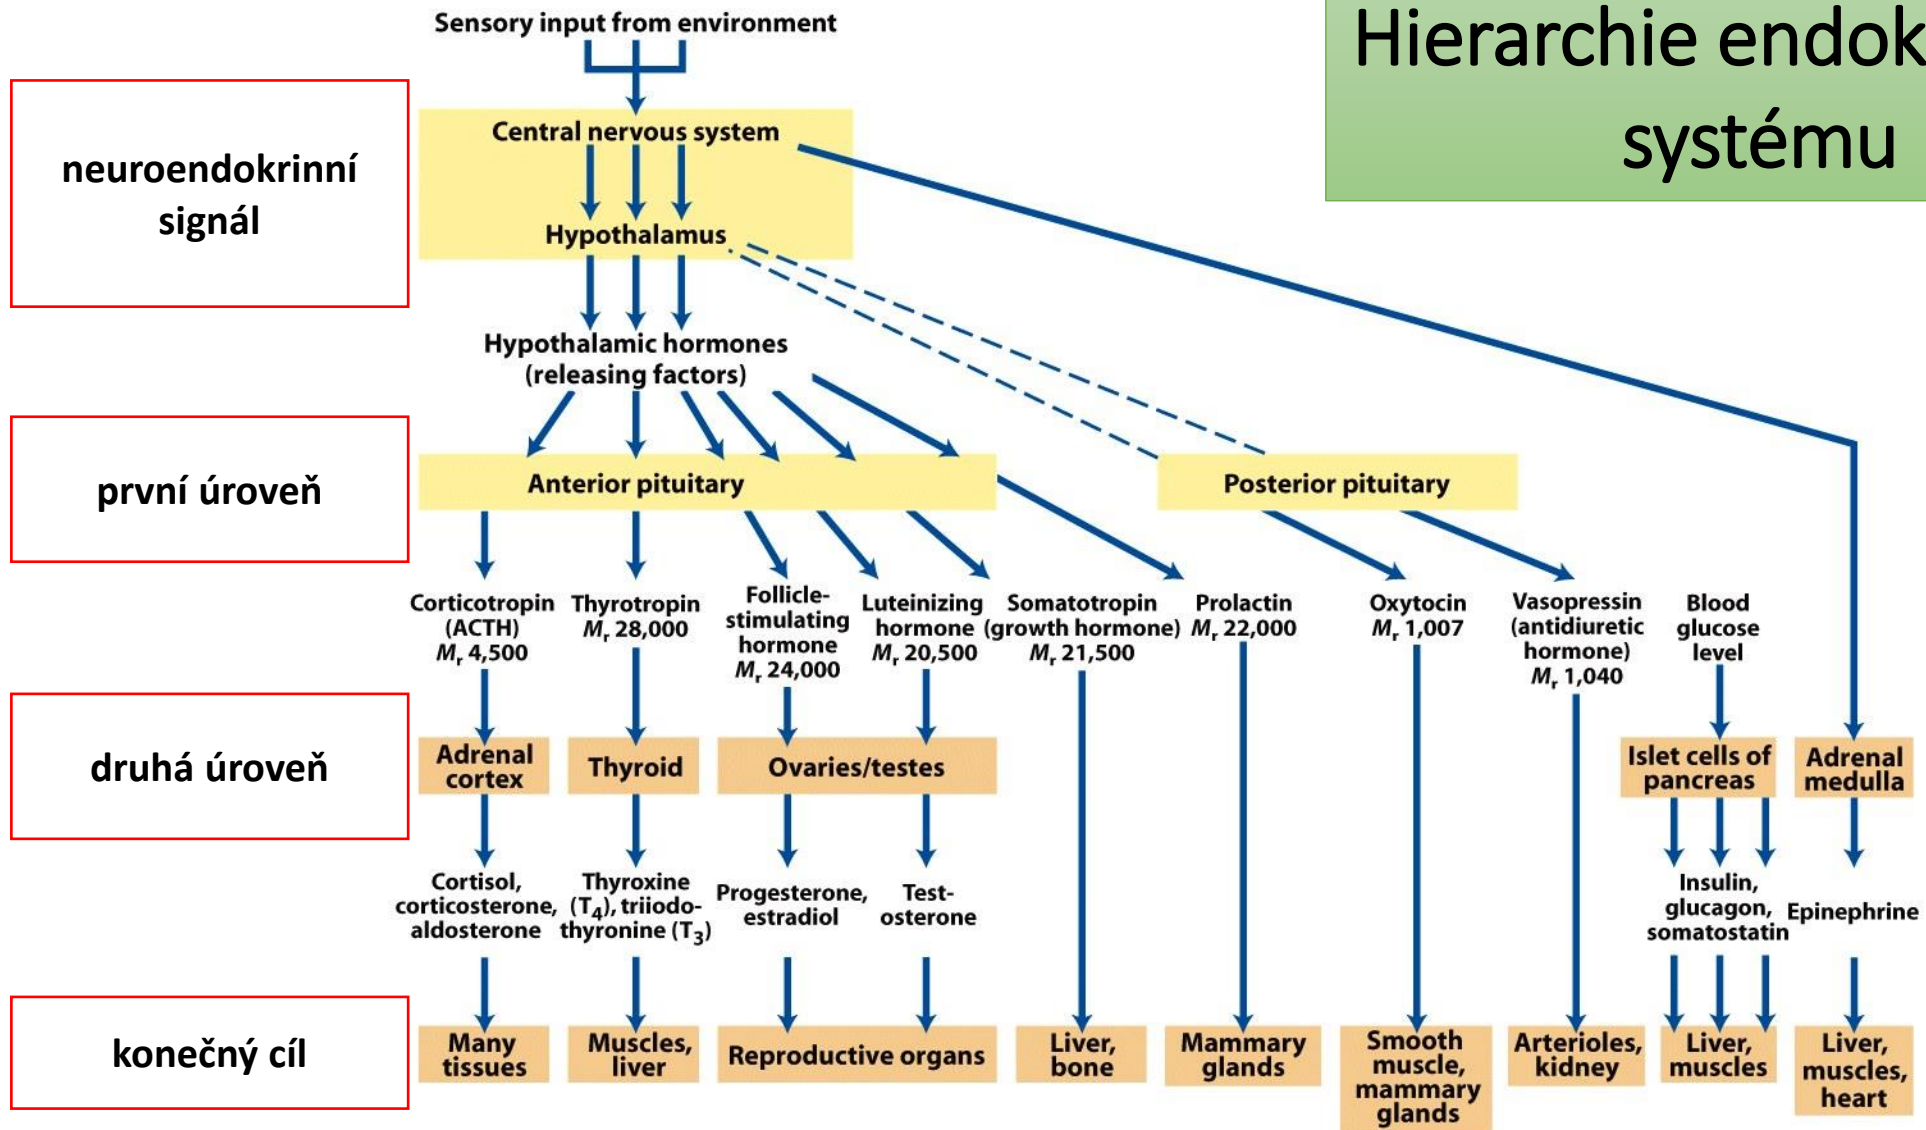 Sensory input from environment
Hierarchie endok
systému
neuroendokrinní
signál
Central nervous system
Hypothalamus
Hypothalamic hormones
(releasing factors)
první úroveň
Anterior pituitary
Posterior pituitary
Corticotropin
(ACTH)
Mr 4,500
Thyrotropin
Mr 28,000
Follicle-
stimulating
hormone
Mr 24,000
Luteinizing
hormone
Mr 20,500
Somatotropin
(growth hormone)
Mr 21,500
Prolactin
Mr 22,000
Oxytocin
Mr 1,007
Vasopressin
(antidiuretic
hormone)
Mr 1,040
Blood
glucose
level
druhá úroveň
Adrenal
cortex
Thyroid
Ovaries/testes
Islet cells of
pancreas
Adrenal
medulla
Cortisol,
corticosterone,
aldosterone
Thyroxine
(T4), triiodo-
thyronine (T3)
Progesterone,
estradiol
Test-
osterone
Insulin,
glucagon,
somatostatin
Epinephrine
konečný cíl
Many
tissues
Muscles,
liver
Reproductive organs
Liver,
bone
Mammary
glands
Smooth
muscle,
mammary
glands
Arterioles,
kidney
Liver,
muscles
Liver,
muscles,
heart